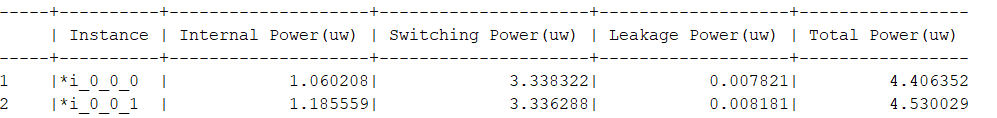 -----+----------+--------------------+---------------------+-------------------+-----------------
     | Instance | Internal Power(uw) | Switching Power(uw) | Leakage Power(uw) | Total Power(uw)
-----+----------+--------------------+---------------------+-------------------+-----------------
1    |*i_0_0_0  |            1.060208|             3.338322|           0.007821|         4.406352
2    |*i_0_0_1  |            1.185559|             3.336288|           0.008181|         4.530029